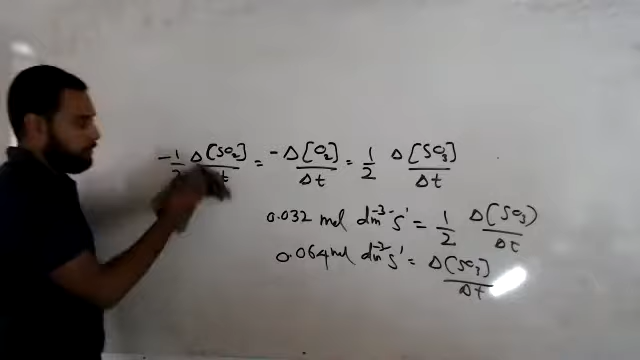 -1/2 Δ[SO₂]/Δt = -Δ[O₂]/Δt = 1/2 Δ[SO₃]/Δt
0.032 mol dm⁻³ s⁻¹ = 1/2 Δ[SO₃]/Δt
0.064 mol dm⁻³ s⁻¹ = Δ[SO₃]/Δt